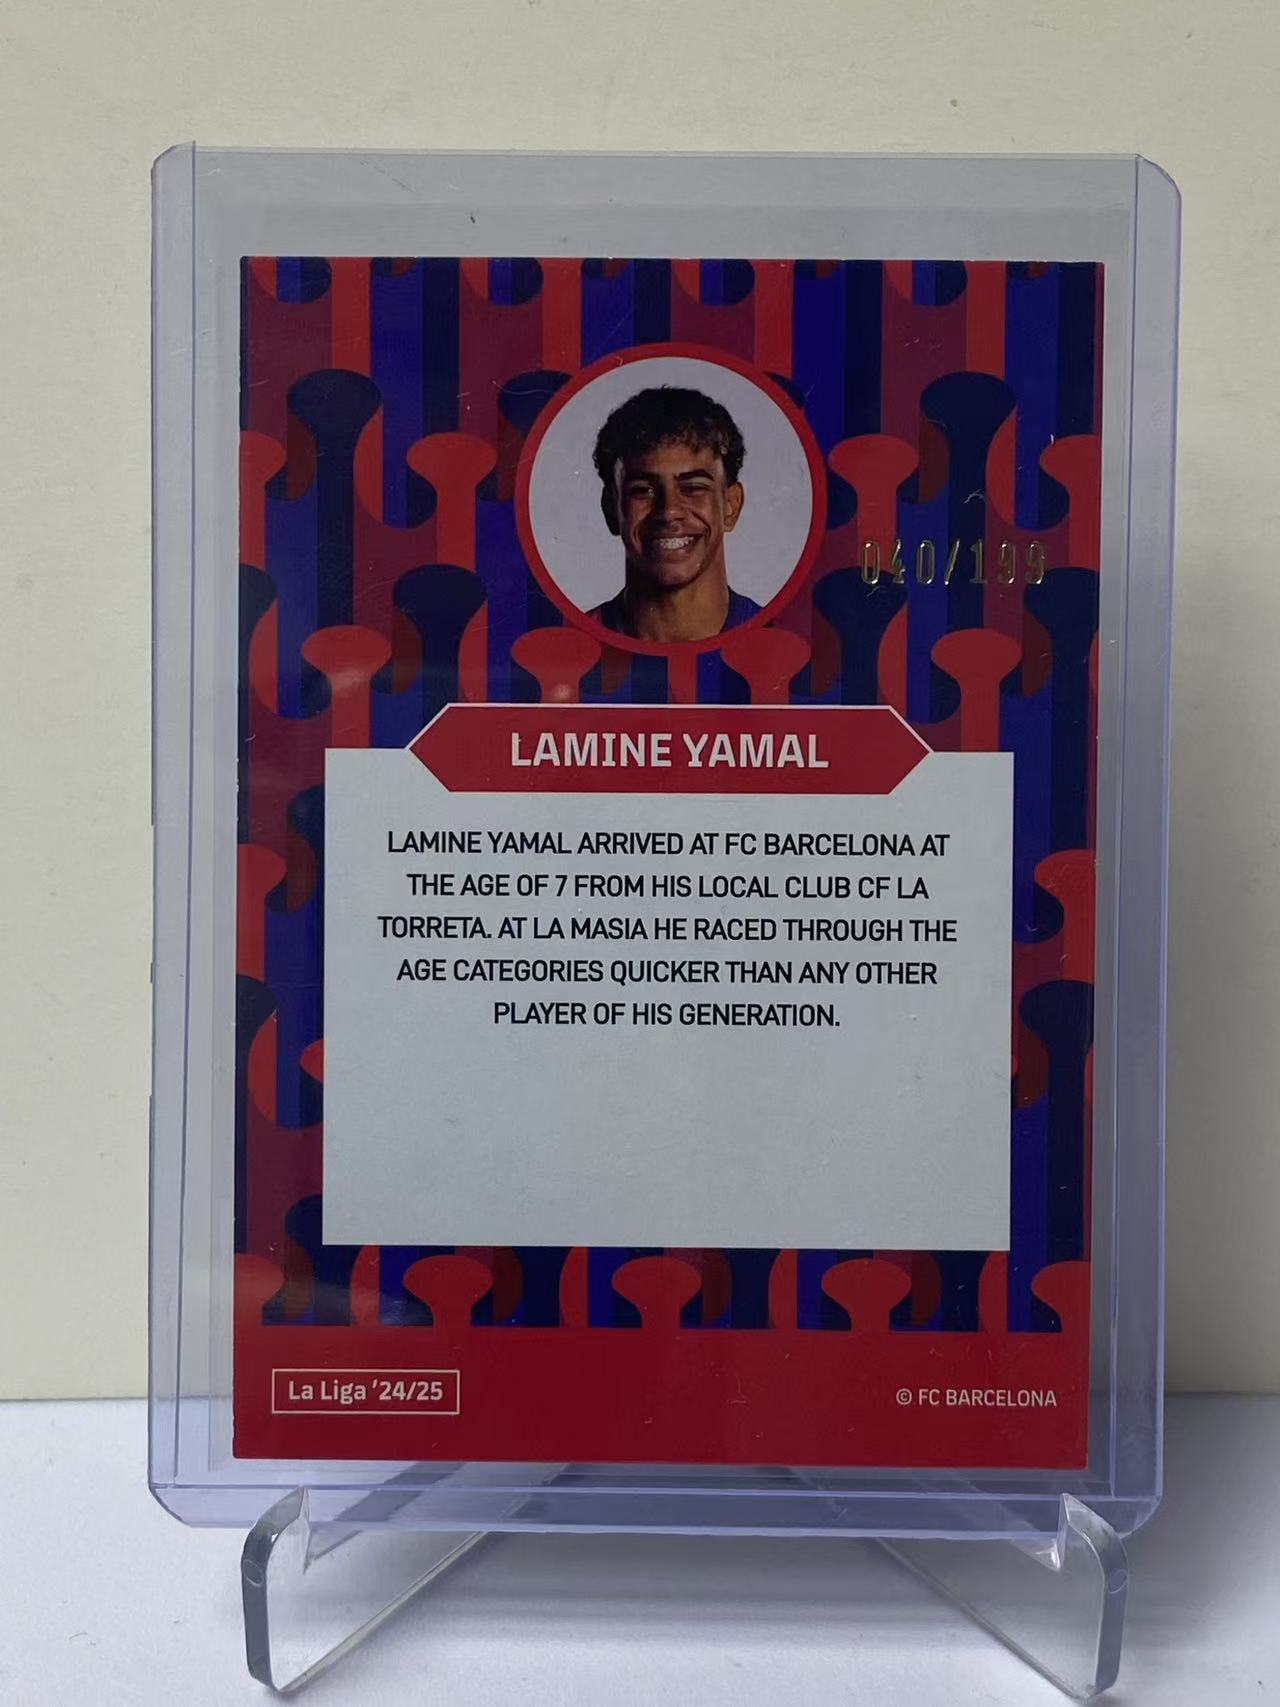 040/199
LAMINE YAMAL
LAMINE YAMAL ARRIVED AT FC BARCELONA AT
THE AGE OF 7 FROM HIS LOCAL CLUB CF LA
TORRETA. AT LA MASIA HE RACED THROUGH THE
AGE CATEGORIES QUICKER THAN ANY OTHER
PLAYER OF HIS GENERATION.
La Liga ’24/25
© FC BARCELONA